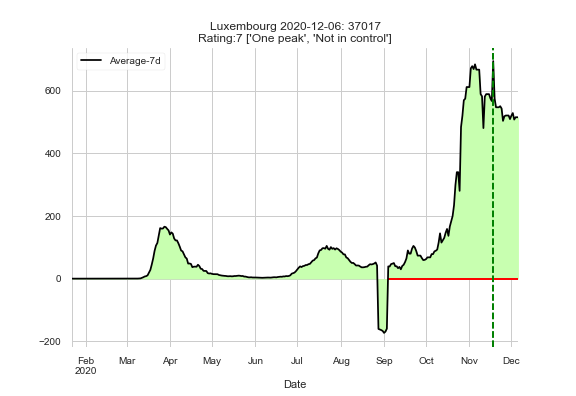 Luxembourg 2020-12-06: 37017
Rating:7 ['One peak', 'Not in control']
Average-7d
600
400
200
0
−200
Feb Mar Apr May Jun Jul Aug Sep Oct Nov Dec
2020
Date